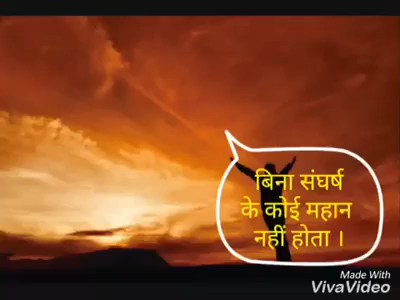 बिना संघर्ष
के कोई महान
नहीं होता ।
Made With
VivaVideo